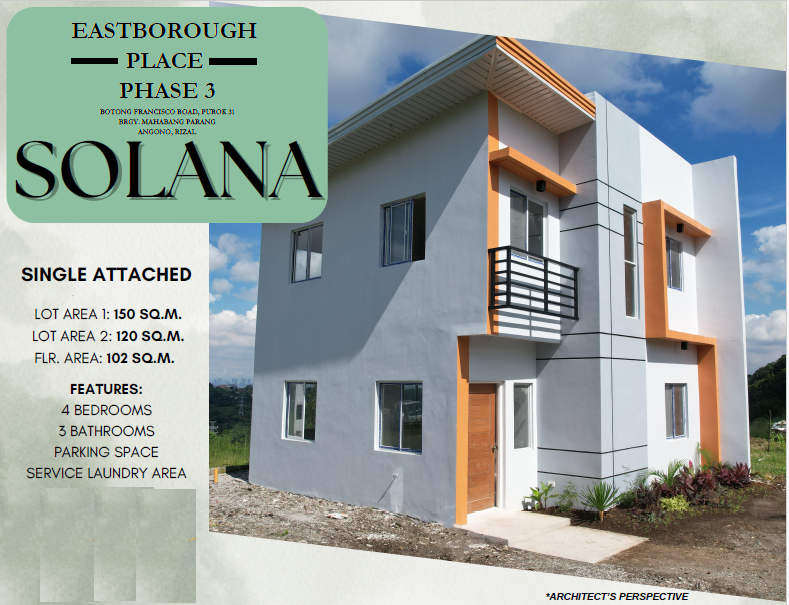 EASTBOROUGH
PLACE
PHASE 3
BOTONG FRANCISCO ROAD, PUROK 31
BRGY. MAHABANG PARANG
ANGONO, RIZAL
SOLANA
SINGLE ATTACHED
LOT AREA 1: 150 SQ.M.
LOT AREA 2: 120 SQ.M.
FLR. AREA: 102 SQ.M.
FEATURES:
4 BEDROOMS
3 BATHROOMS
PARKING SPACE
SERVICE LAUNDRY AREA
*ARCHITECT'S PERSPECTIVE